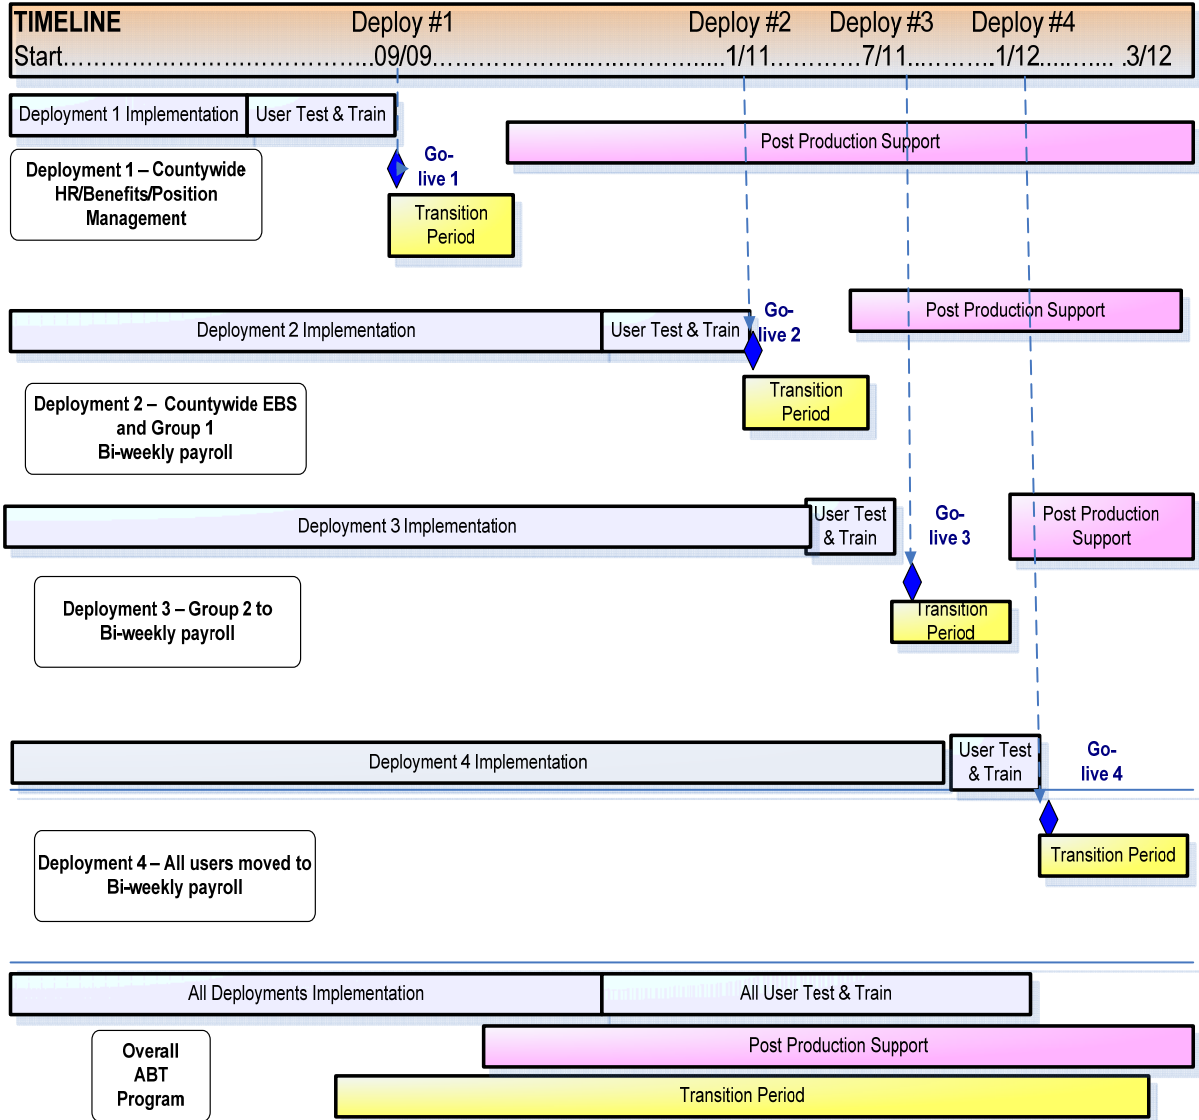 TIMELINE Deploy #1 Deploy #2 Deploy #3 Deploy #4
Start……………………………….09/09…………………………….1/11……….7/11………..1/12……….3/12
Deployment 1 Implementation
User Test & Train
Post Production Support
Deployment 1 – Countywide
HR/Benefits/Position
Management
Go-
live 1
Transition
Period
Deployment 2 Implementation
User Test & Train
Go-
live 2
Post Production Support
Deployment 2 – Countywide EBS
and Group 1
Bi-weekly payroll
Transition
Period
Deployment 3 Implementation
User Test
& Train
Go-
live 3
Post Production
Support
Deployment 3 – Group 2 to
Bi-weekly payroll
Transition
Period
Deployment 4 Implementation
User Test
& Train
Go-
live 4
Deployment 4 – All users moved to
Bi-weekly payroll
Transition Period
All Deployments Implementation
All User Test & Train
Overall
ABT
Program
Post Production Support
Transition Period